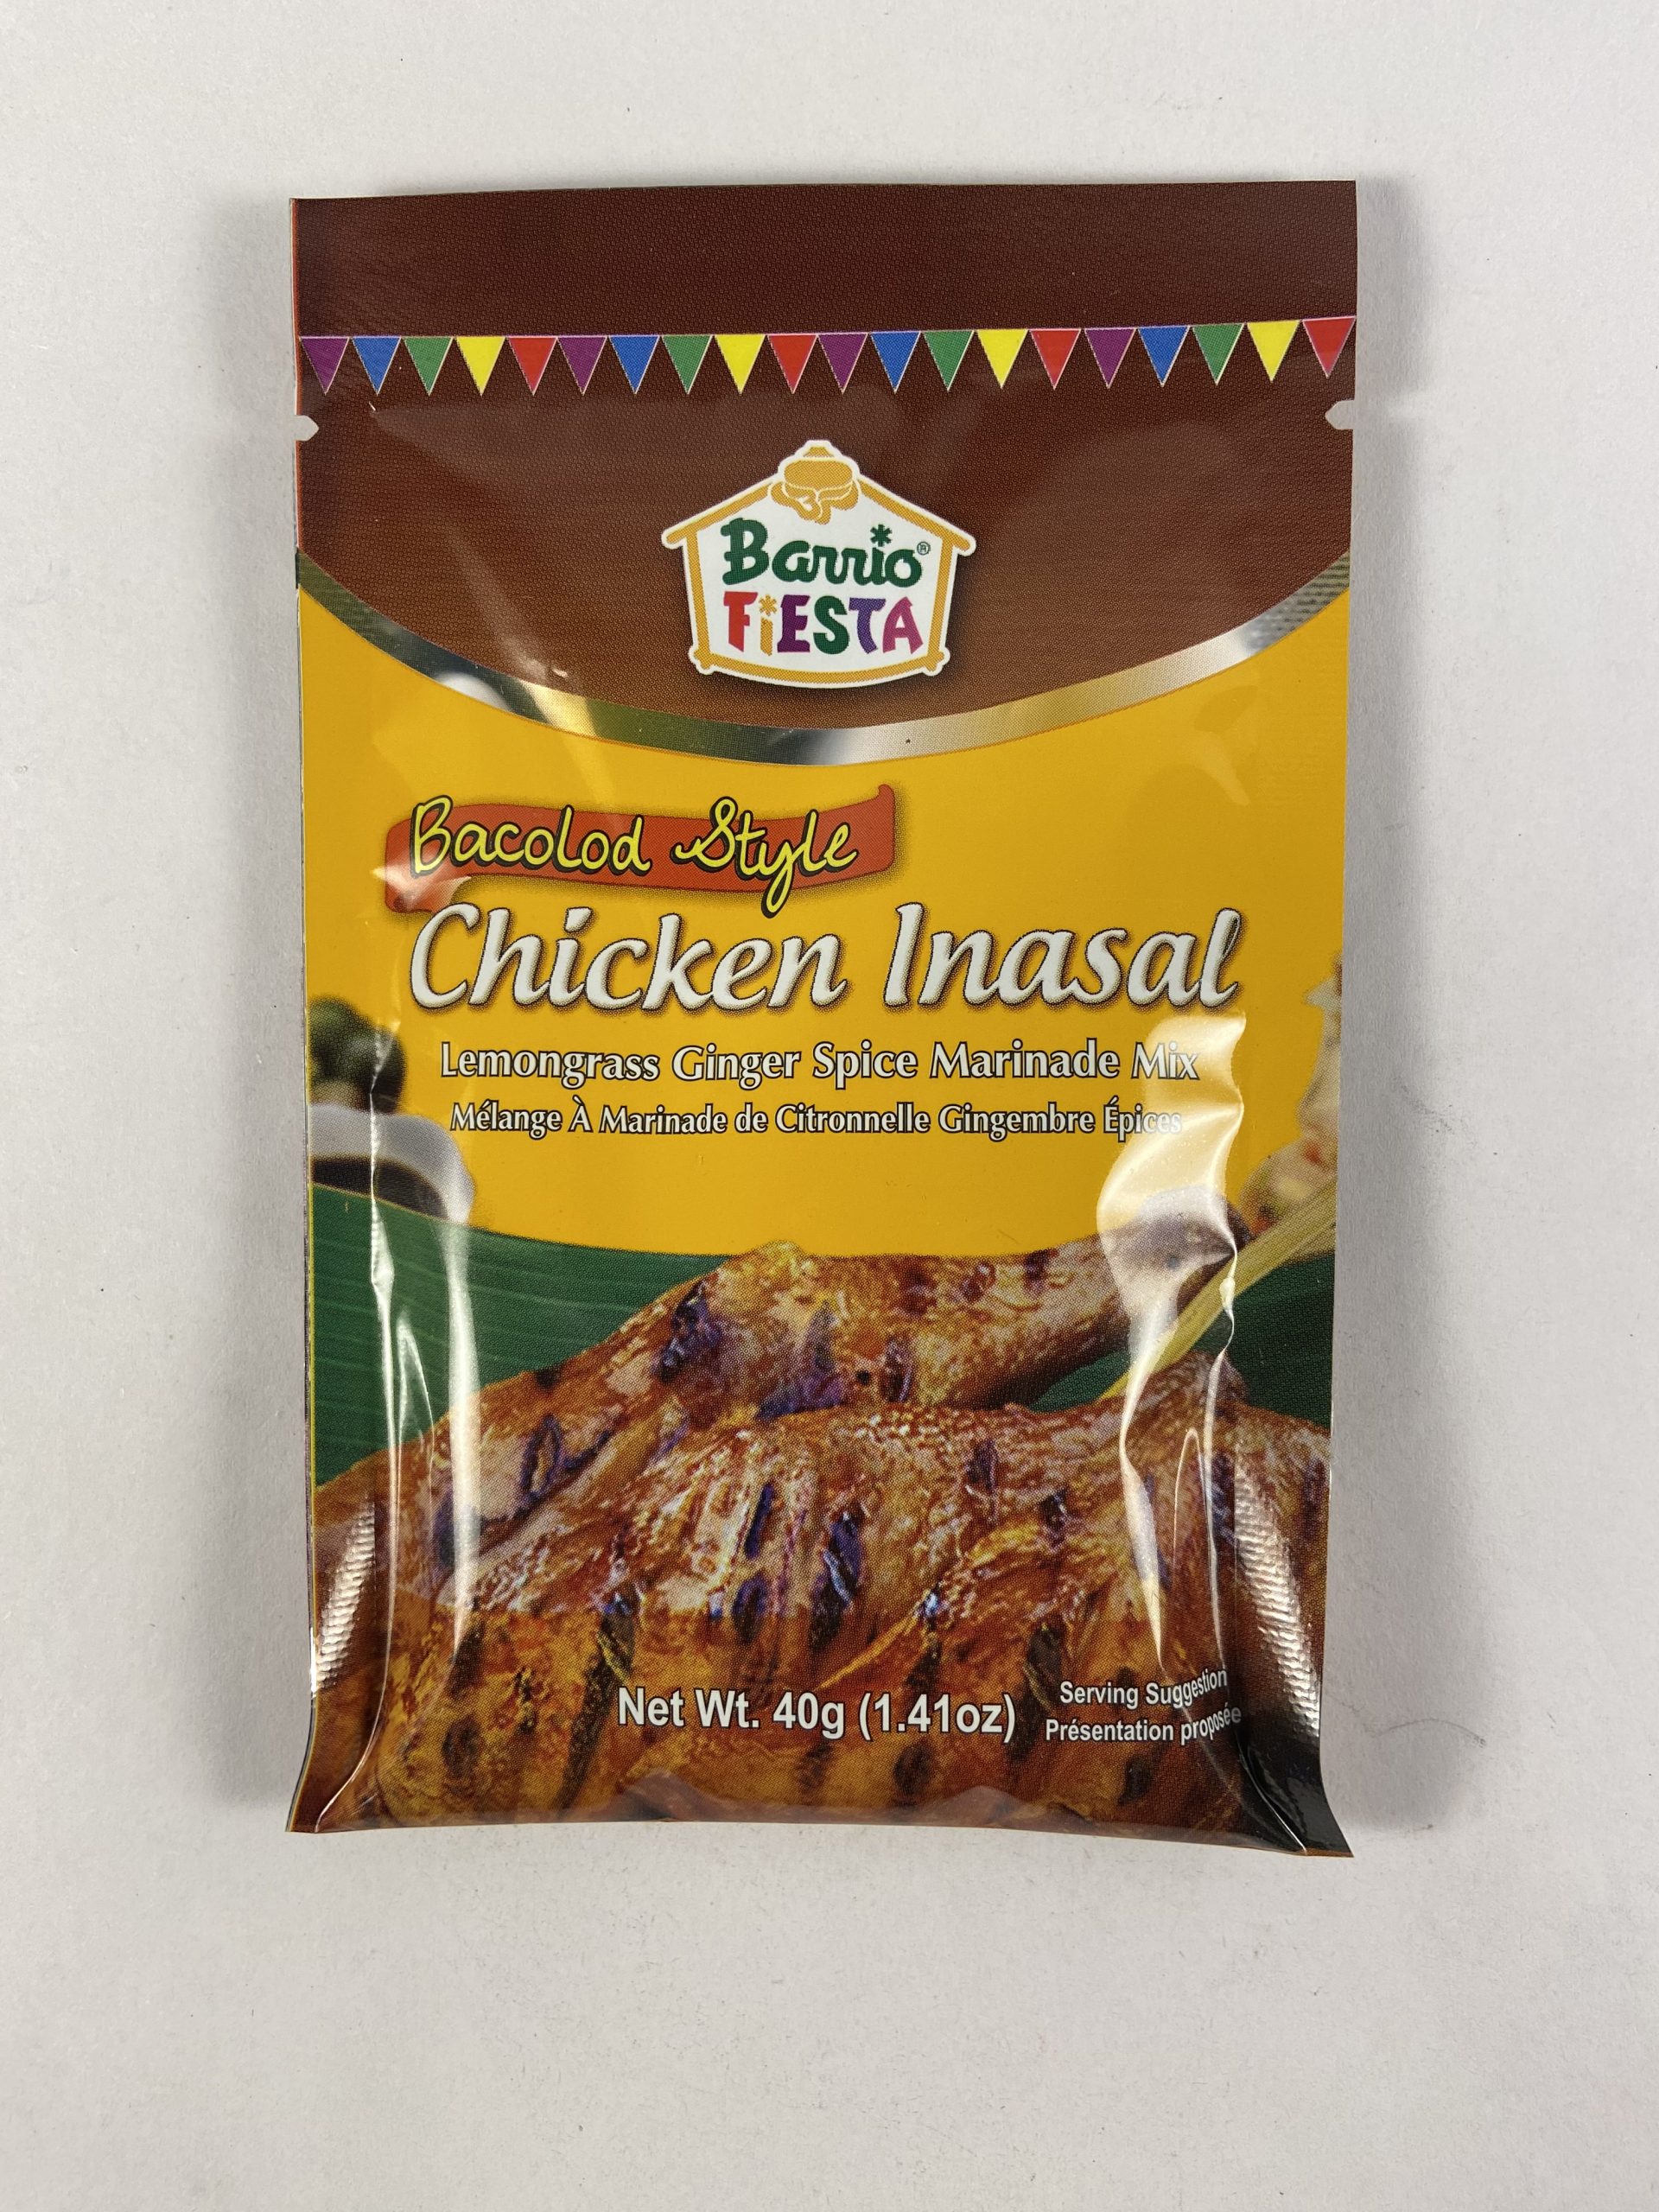 Barrio®
FiESTA
Bacolod Style
Chicken Inasal
Lemongrass Ginger Spice Marinade Mix
Mélange À Marinade de Citronnelle Gingembre Épices
Net Wt. 40g (1.41oz)
Serving Suggestion
Présentation proposée